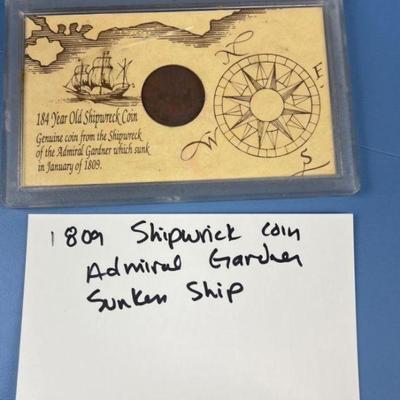 N
E
W
S
184 Year Old Shipwreck Coin
Genuine coin from the Shipwreck
of the Admiral Gardner which sunk
in January of 1809.
1809 Shipwrick coin
Admiral Gardner
Sunken Ship